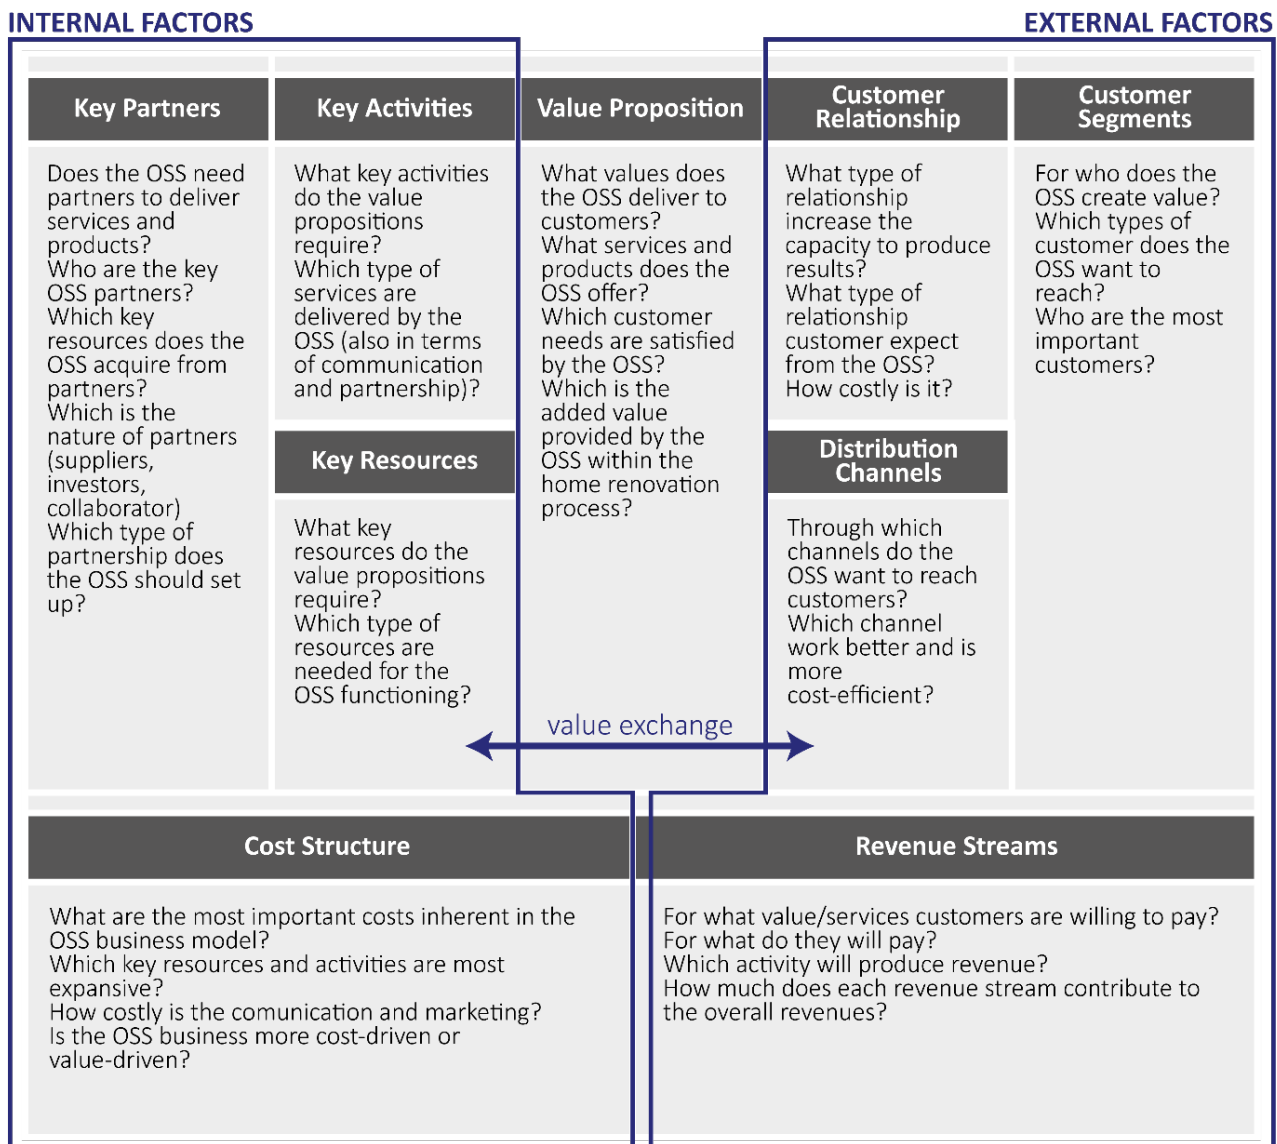 INTERNAL FACTORS
EXTERNAL FACTORS
Key Partners
Does the OSS need
partners to deliver
services and
products?
Who are the key
OSS partners?
Which key
resources does the
OSS acquire from
partners?
Which is the
nature of partners
(suppliers,
investors,
collaborator)
Which type of
partnership does
the OSS should set
up?
Key Activities
What key activities
do the value
propositions
require?
Which type of
services are
delivered by the
OSS (also in terms
of communication
and partnership)?
Key Resources
What key
resources do the
value propositions
require?
Which type of
resources are
needed for the
OSS functioning?
Value Proposition
What values does
the OSS deliver to
customers?
What services and
products does the
OSS offer?
Which customer
needs are satisfied
by the OSS?
Which is the
added value
provided by the
OSS within the
home renovation
process?
value exchange
Customer
Relationship
What type of
relationship
increase the
capacity to produce
results?
What type of
relationship
customer expect
from the OSS?
How costly is it?
Distribution
Channels
Through which
channels do the
OSS want to reach
customers?
Which channel
work better and is
more
cost-efficient?
Customer
Segments
For who does the
OSS create value?
Which types of
customer does the
OSS want to
reach?
Who are the most
important
customers?
Cost Structure
What are the most important costs inherent in the
OSS business model?
Which key resources and activities are most
expansive?
How costly is the comunication and marketing?
Is the OSS business more cost-driven or
value-driven?
Revenue Streams
For what value/services customers are willing to pay?
For what do they will pay?
Which activity will produce revenue?
How much does each revenue stream contribute to
the overall revenues?